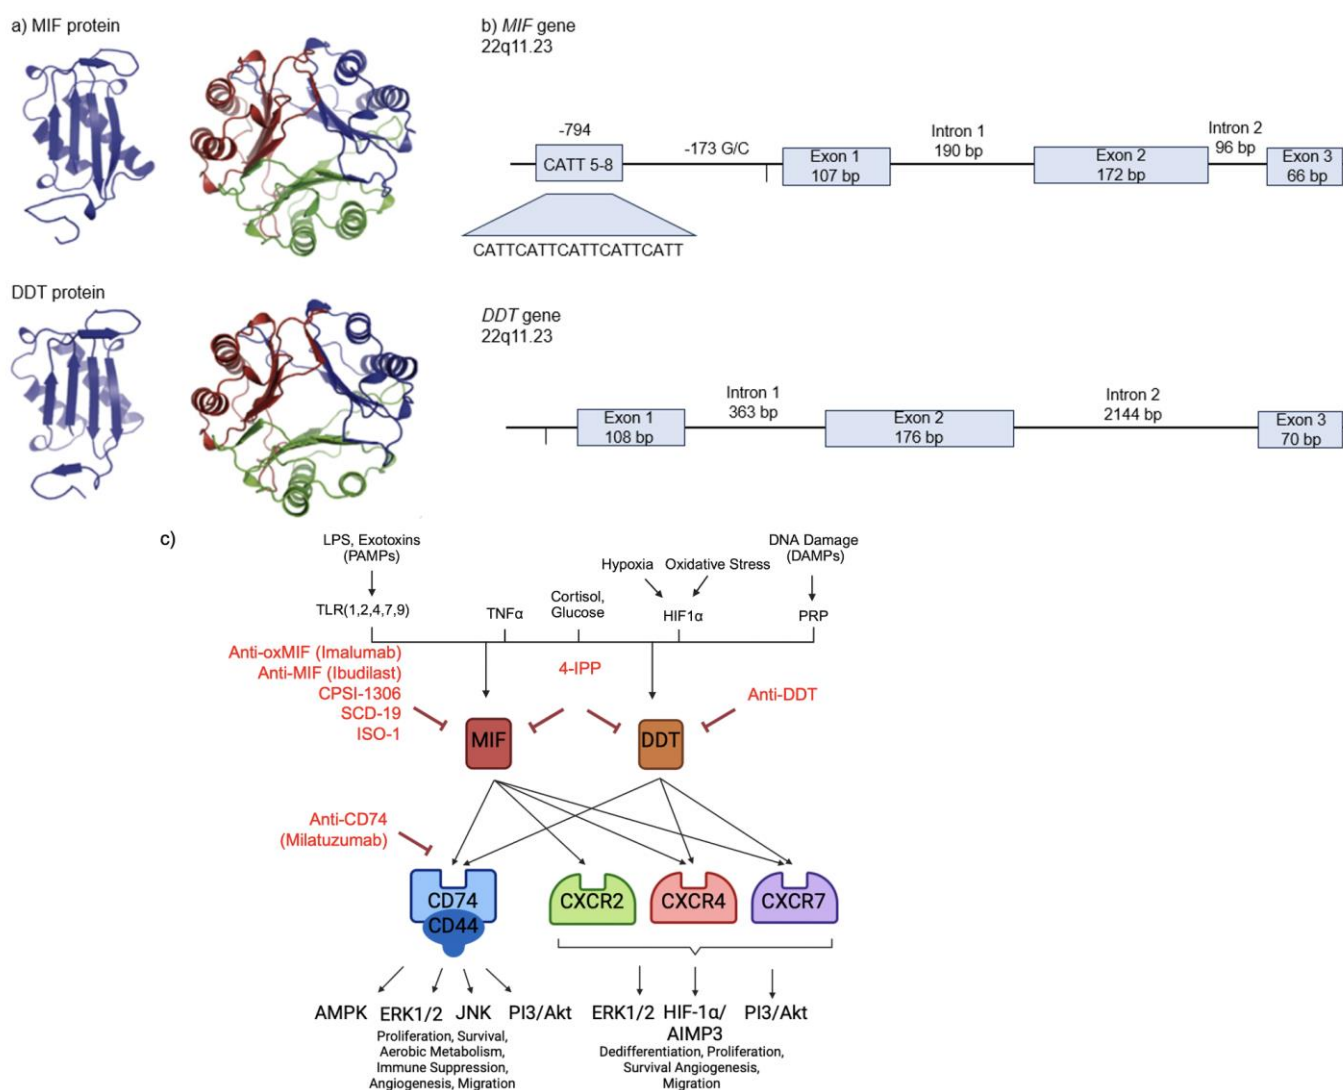 a) MIF protein
b) MIF gene
22q11.23
-794
CATT 5-8
-173 G/C
Exon 1
107 bp
Intron 1
190 bp
Exon 2
172 bp
Intron 2
96 bp
Exon 3
66 bp
CATTCATTCATTCATTCATT
DDT protein
DDT gene
22q11.23
Exon 1
108 bp
Intron 1
363 bp
Exon 2
176 bp
Intron 2
2144 bp
Exon 3
70 bp
c)
LPS, Exotoxins
(PAMPs)
TLR(1,2,4,7,9)
TNFα
Cortisol,
Glucose
Hypoxia
Oxidative Stress
HIF1α
DNA Damage
(DAMPs)
PRP
Anti-oxMIF (Imalumab)
Anti-MIF (Ibudilast)
CPSI-1306
SCD-19
ISO-1
4-IPP
Anti-DDT
MIF
DDT
Anti-CD74
(Milatuzumab)
CD74
CD44
CXCR2
CXCR4
CXCR7
AMPK
ERK1/2
JNK
PI3/Akt
Proliferation, Survival,
Aerobic Metabolism,
Immune Suppression,
Angiogenesis, Migration
ERK1/2
HIF-1α/
AIMP3
PI3/Akt
Dedifferentiation, Proliferation,
Survival Angiogenesis,
Migration